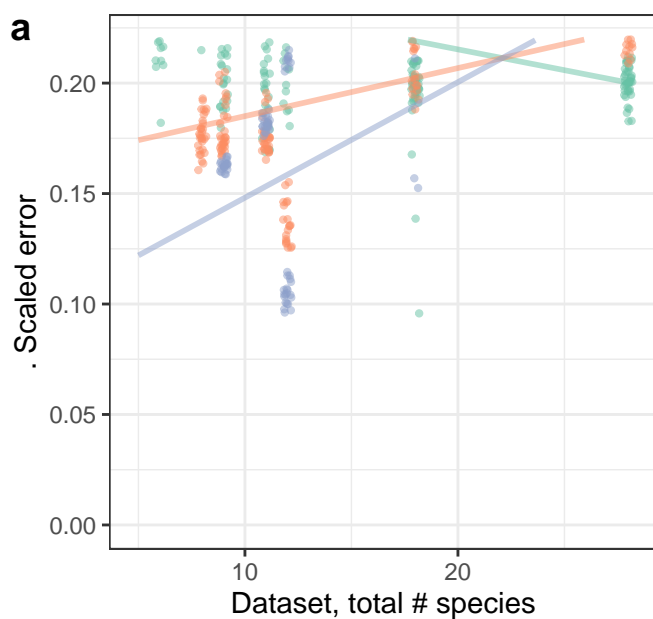 a
0.20
0.15
0.10
0.05
0.00
. Scaled error
10 20
Dataset, total # species